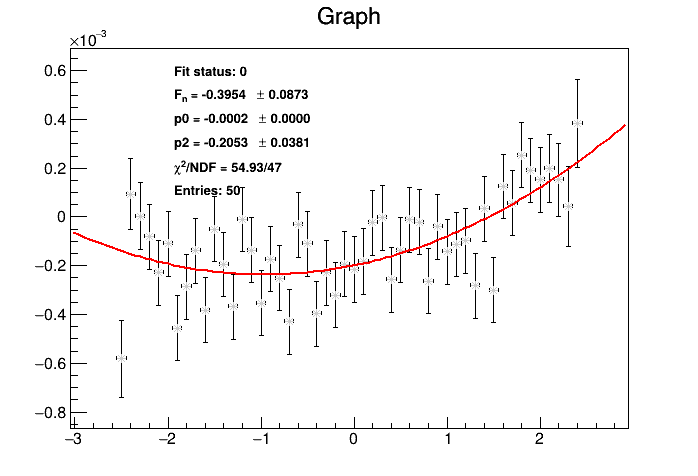 Graph
×10⁻³
Fit status: 0
Fₙ = -0.3954 ± 0.0873
p0 = -0.0002 ± 0.0000
p2 = -0.2053 ± 0.0381
χ²/NDF = 54.93/47
Entries: 50
0.6
0.4
0.2
0
−0.2
−0.4
−0.6
−0.8
−3 −2 −1 0 1 2